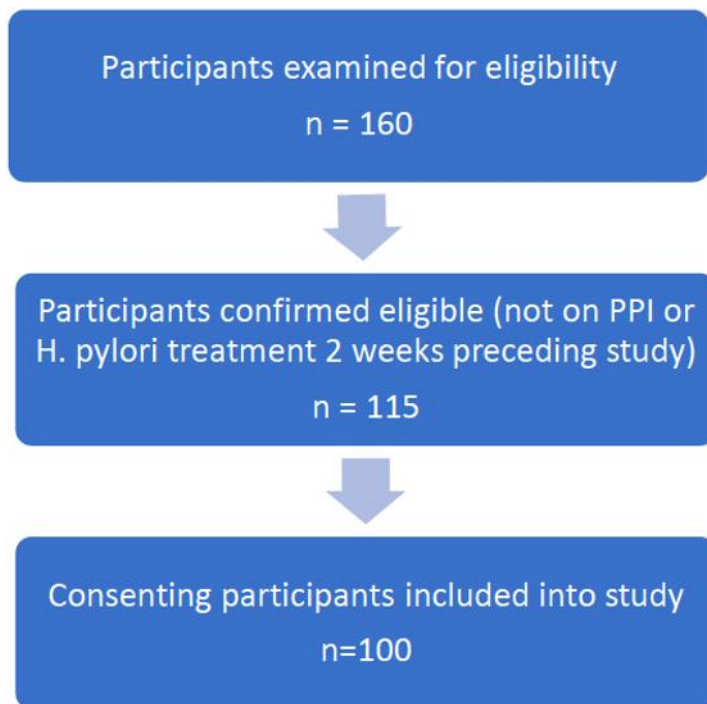 Participants examined for eligibility
n = 160
Participants confirmed eligible (not on PPI or
H. pylori treatment 2 weeks preceding study)
n = 115
Consenting participants included into study
n=100